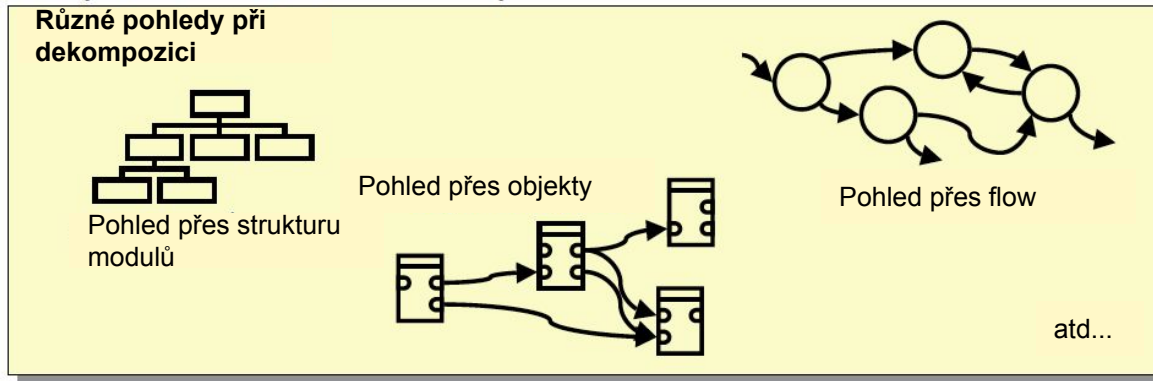 Různé pohledy při
dekompozici
Pohled přes strukturu
modulů
Pohled přes objekty
Pohled přes flow
atd...